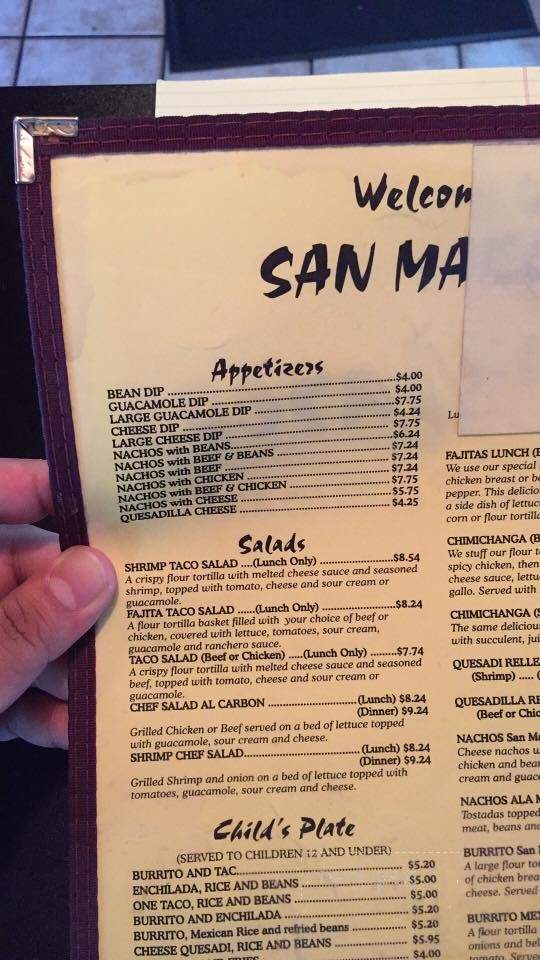 Welcom
SAN MA
Appetizers
BEAN DIP ........ $4.00
GUACAMOLE DIP ........ $4.00
LARGE GUACAMOLE DIP ........ $7.75
CHEESE DIP ........ $4.24
LARGE CHEESE DIP ........ $7.75
NACHOS with BEANS ........ $6.24
NACHOS with BEEF & BEANS ........ $7.24
NACHOS with BEEF ........ $7.24
NACHOS with CHICKEN ........ $7.24
NACHOS with BEEF & CHICKEN ........ $7.75
NACHOS with CHEESE ........ $5.75
QUESADILLA CHEESE ........ $4.25
Salads
SHRIMP TACO SALAD ....(Lunch Only) ........$8.54
A crispy flour tortilla with melted cheese sauce and seasoned
shrimp, topped with tomato, cheese and sour cream or
guacamole.
FAJITA TACO SALAD ......(Lunch Only) ........$8.24
A flour tortilla basket filled with your choice of beef or
chicken, covered with lettuce, tomatoes, sour cream,
guacamole and ranchero sauce.
TACO SALAD (Beef or Chicken) .....(Lunch Only) .........$7.74
A crispy flour tortilla with melted cheese sauce and seasoned
beef, topped with tomato, cheese and sour cream or
guacamole.
CHEF SALAD AL CARBON ........ (Lunch) $8.24
(Dinner) $9.24
Grilled Chicken or Beef served on a bed of lettuce topped
with guacamole, sour cream and cheese.
SHRIMP CHEF SALAD........ (Lunch) $8.24
(Dinner) $9.24
Grilled Shrimp and onion on a bed of lettuce topped with
tomatoes, guacamole, sour cream and cheese.
Child's Plate
(SERVED TO CHILDREN 12 AND UNDER)
BURRITO AND TAC........ $5.20
ENCHILADA, RICE AND BEANS ........ $5.00
ONE TACO, RICE AND BEANS ........ $5.00
BURRITO AND ENCHILADA ........ $5.20
BURRITO, Mexican Rice and refried beans ........ $5.20
CHEESE QUESADI, RICE AND BEANS ........ $5.95
$4.00
Lu
FAJITAS LUNCH (B
We use our special
chicken breast or be
pepper. This delicio
a side dish of lettuc
corn or flour tortilla
CHIMICHANGA (B
We stuff our flour t
spicy chicken, then
cheese sauce, lettu
gallo. Served with
CHIMICHANGA (S
The same deliciou
with succulent, jui
QUESADI RELLE
(Shrimp) ..... (
QUESADILLA RE
(Beef or Chic
NACHOS San Ma
Cheese nachos w
chicken and bean
cream and guac
NACHOS ALA M
Tostadas topped
meat, beans and
BURRITO San
A large flour to
of chicken brea
cheese. Served
BURRITO ME
A flour tortilla
onions and bel
tomato. Serve